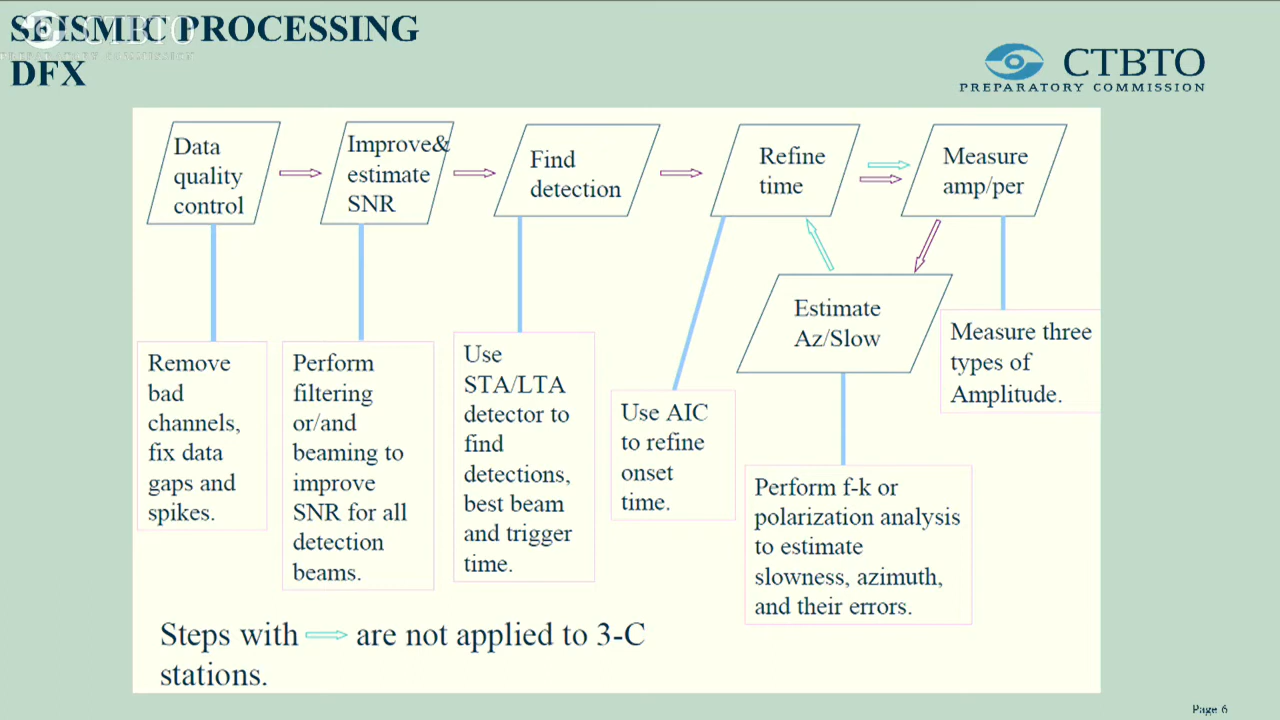 SEISMIC PROCESSING
DFX
CTBTO
PREPARATORY COMMISSION
CTBTO
PREPARATORY COMMISSION
Data
quality
control
Improve&
estimate
SNR
Find
detection
Refine
time
Measure
amp/per
Estimate
Az/Slow
Remove
bad
channels,
fix data
gaps and
spikes.
Perform
filtering
or/and
beaming to
improve
SNR for all
detection
beams.
Use
STA/LTA
detector to
find
detections,
best beam
and trigger
time.
Use AIC
to refine
onset
time.
Perform f-k or
polarization analysis
to estimate
slowness, azimuth,
and their errors.
Measure three
types of
Amplitude.
Steps with are not applied to 3-C
stations.
Page 6